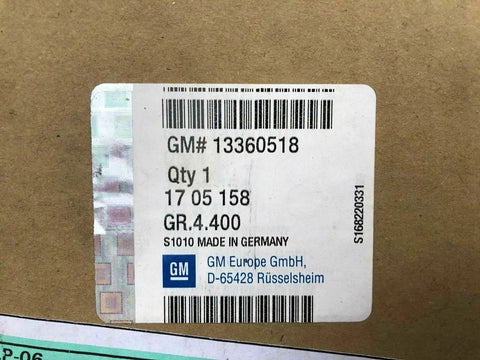 GM# 13360518
Qty 1
17 05 158
GR.4.400
S1010 MADE IN GERMANY
GM
GM Europe GmbH,
D-65428 Rüsselsheim
S168220331
P-06